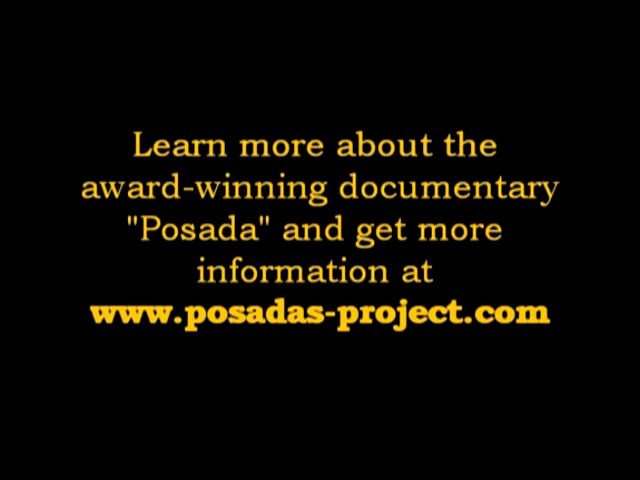 Learn more about the
award-winning documentary
"Posada" and get more
information at
www.posadas-project.com